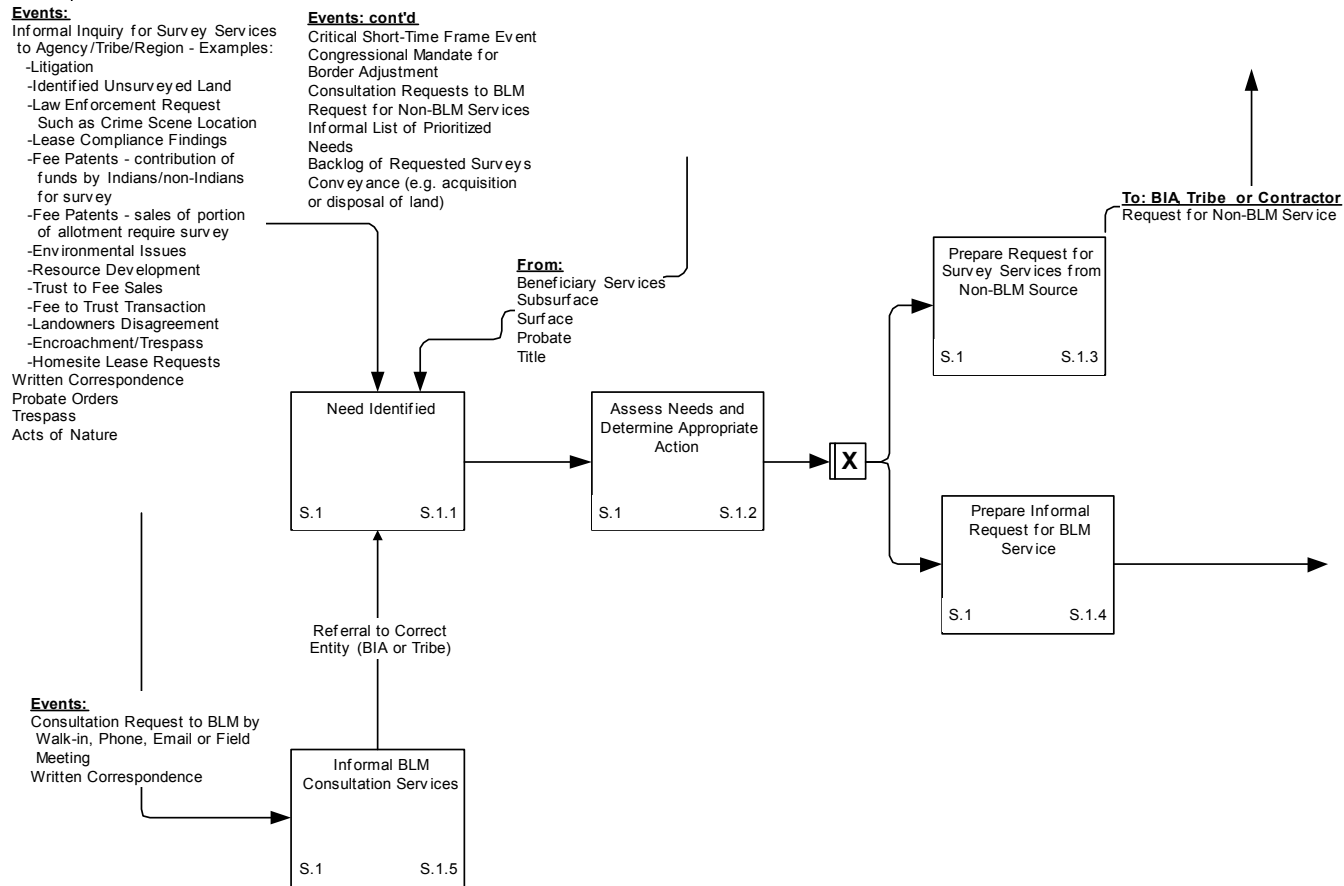 Events:
Informal Inquiry for Survey Services
to Agency/Tribe/Region - Examples:
-Litigation
-Identified Unsurveyed Land
-Law Enforcement Request
Such as Crime Scene Location
-Lease Compliance Findings
-Fee Patents - contribution of
funds by Indians/non-Indians
for survey
-Fee Patents - sales of portion
of allotment require survey
-Environmental Issues
-Resource Development
-Trust to Fee Sales
-Fee to Trust Transaction
-Landowners Disagreement
-Encroachment/Trespass
-Homesite Lease Requests
Written Correspondence
Probate Orders
Trespass
Acts of Nature
Events: cont'd
Critical Short-Time Frame Event
Congressional Mandate for
Border Adjustment
Consultation Requests to BLM
Request for Non-BLM Services
Informal List of Prioritized
Needs
Backlog of Requested Surveys
Conveyance (e.g. acquisition
or disposal of land)
From:
Beneficiary Services
Subsurface
Surface
Probate
Title
To: BIA, Tribe or Contractor
Request for Non-BLM Service
Prepare Request for
Survey Services from
Non-BLM Source
S.1 S.1.3
Need Identified
S.1 S.1.1
Assess Needs and
Determine Appropriate
Action
S.1 S.1.2
X
Prepare Informal
Request for BLM
Service
S.1 S.1.4
Referral to Correct
Entity (BIA or Tribe)
Events:
Consultation Request to BLM by
Walk-in, Phone, Email or Field
Meeting
Written Correspondence
Informal BLM
Consultation Services
S.1 S.1.5